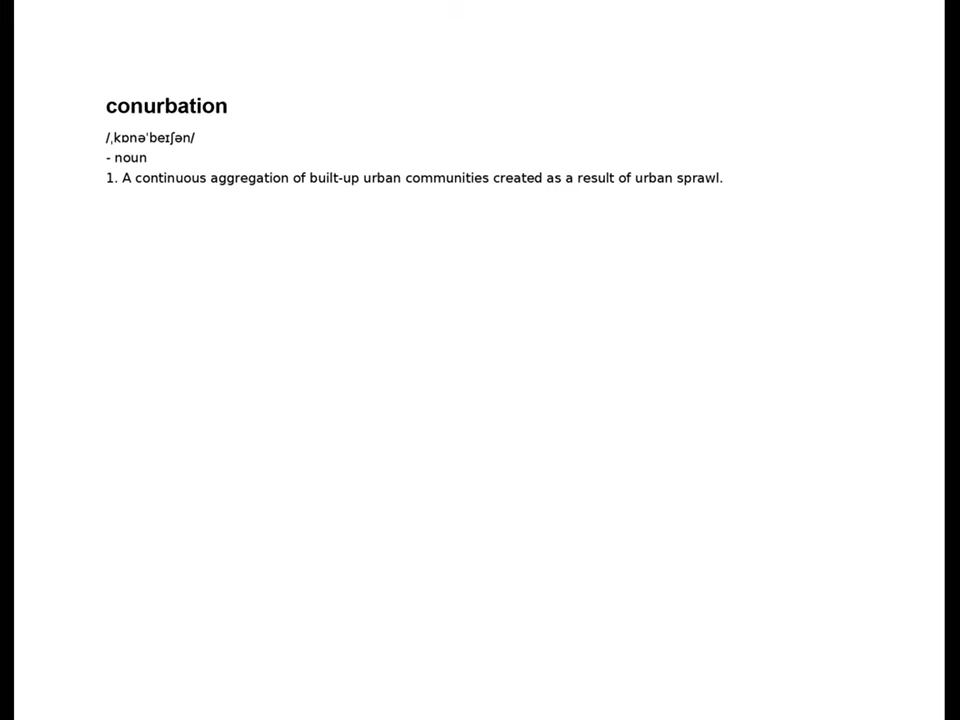 conurbation
/ˌkɒnəˈbeɪʃən/
- noun
1. A continuous aggregation of built-up urban communities created as a result of urban sprawl.